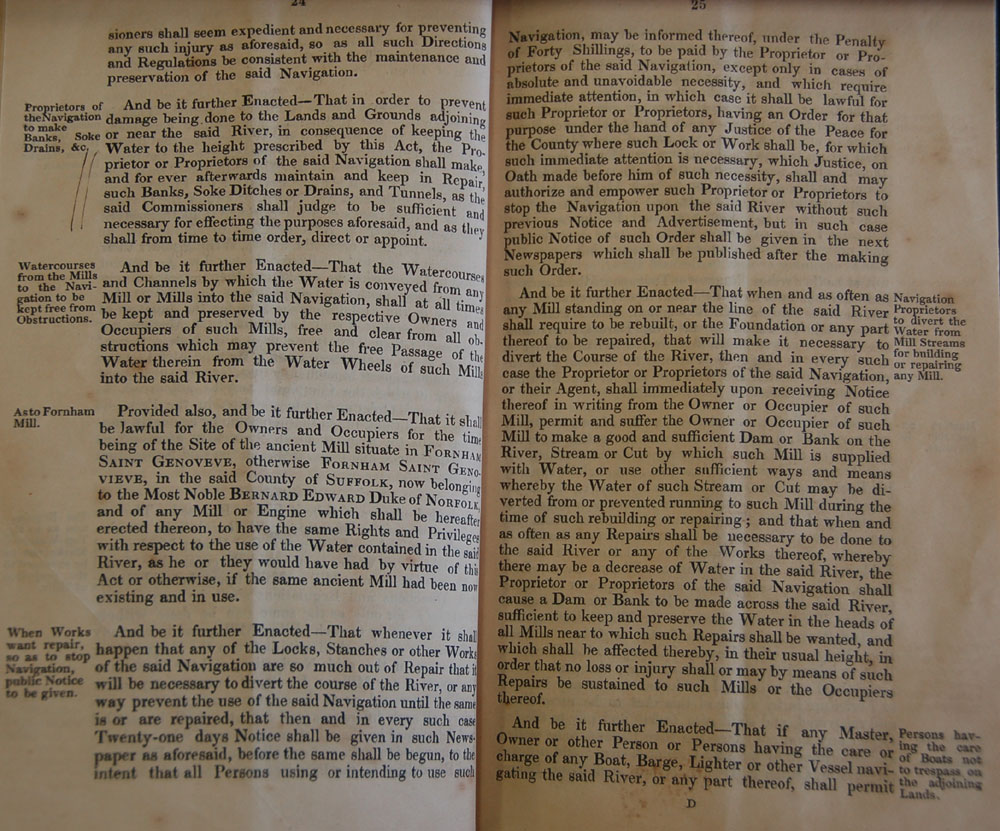 24
sioners shall seem expedient and necessary for preventing
any such injury as aforesaid, so as all such Directions
and Regulations be consistent with the maintenance and
preservation of the said Navigation.
Proprietors of
the Navigation
to make
Banks, Soke
Drains, &c.
And be it further Enacted—That in order to prevent
damage being done to the Lands and Grounds adjoining
or near the said River, in consequence of keeping the
Water to the height prescribed by this Act, the Pro-
prietor or Proprietors of the said Navigation shall make,
and for ever afterwards maintain and keep in Repair,
such Banks, Soke Ditches or Drains, and Tunnels, as the
said Commissioners shall judge to be sufficient and
necessary for effecting the purposes aforesaid, and as they
shall from time to time order, direct or appoint.
Watercourses
from the Mills
to the Navi-
gation to be
kept free from
Obstructions.
And be it further Enacted—That the Watercourses
and Channels by which the Water is conveyed from any
Mill or Mills into the said Navigation, shall at all times
be kept and preserved by the respective Owners and
Occupiers of such Mills, free and clear from all ob-
structions which may prevent the free Passage of the
Water therein from the Water Wheels of such Mills
into the said River.
As to Fornham
Mill.
Provided also, and be it further Enacted—That it shall
be lawful for the Owners and Occupiers for the time
being of the Site of the ancient Mill situate in FORNHAM
SAINT GENOVEVE, otherwise FORNHAM SAINT GENO-
VIEVE, in the said County of SUFFOLK, now belonging
to the Most Noble BERNARD EDWARD Duke of NORFOLK,
and of any Mill or Engine which shall be hereafter
erected thereon, to have the same Rights and Privileges
with respect to the use of the Water contained in the said
River, as he or they would have had by virtue of this
Act or otherwise, if the same ancient Mill had been now
existing and in use.
When Works
want repair,
so as to stop
Navigation,
public Notice
to be given.
And be it further Enacted—That whenever it shall
happen that any of the Locks, Stanches or other Works
of the said Navigation are so much out of Repair that it
will be necessary to divert the course of the River, or any
way prevent the use of the said Navigation until the same
is or are repaired, that then and in every such case
Twenty-one days Notice shall be given in such News-
paper as aforesaid, before the same shall be begun, to the
intent that all Persons using or intending to use such
25
Navigation, may be informed thereof, under the Penalty
of Forty Shillings, to be paid by the Proprietor or Pro-
prietors of the said Navigation, except only in cases of
absolute and unavoidable necessity, and which require
immediate attention, in which case it shall be lawful for
such Proprietor or Proprietors, having an Order for that
purpose under the hand of any Justice of the Peace for
the County where such Lock or Work shall be, for which
such immediate attention is necessary, which Justice, on
Oath made before him of such necessity, shall and may
authorize and empower such Proprietor or Proprietors to
stop the Navigation upon the said River without such
previous Notice and Advertisement, but in such case
public Notice of such Order shall be given in the next
Newspapers which shall be published after the making
such Order.
And be it further Enacted—That when and as often as
any Mill standing on or near the line of the said River
shall require to be rebuilt, or the Foundation or any part
thereof to be repaired, that will make it necessary to
divert the Course of the River, then and in every such
case the Proprietor or Proprietors of the said Navigation,
or their Agent, shall immediately upon receiving Notice
thereof in writing from the Owner or Occupier of such
Mill, permit and suffer the Owner or Occupier of such
Mill to make a good and sufficient Dam or Bank on the
River, Stream or Cut by which such Mill is supplied
with Water, or use other sufficient ways and means
whereby the Water of such Stream or Cut may be di-
verted from or prevented running to such Mill during the
time of such rebuilding or repairing; and that when and
as often as any Repairs shall be necessary to be done to
the said River or any of the Works thereof, whereby
there may be a decrease of Water in the said River, the
Proprietor or Proprietors of the said Navigation shall
cause a Dam or Bank to be made across the said River,
sufficient to keep and preserve the Water in the heads of
all Mills near to which such Repairs shall be wanted, and
which shall be affected thereby, in their usual height, in
order that no loss or injury shall or may by means of such
Repairs be sustained to such Mills or the Occupiers
thereof.
Navigation
Proprietors
to divert the
Water from
Mill Streams
for building
or repairing
any Mill.
And be it further Enacted—That if any Master,
Owner or other Person or Persons having the care or
charge of any Boat, Barge, Lighter or other Vessel navi-
gating the said River, or any part thereof, shall permit
Persons hav-
ing the care
of Boats not
to trespass on
the adjoining
Lands.
D